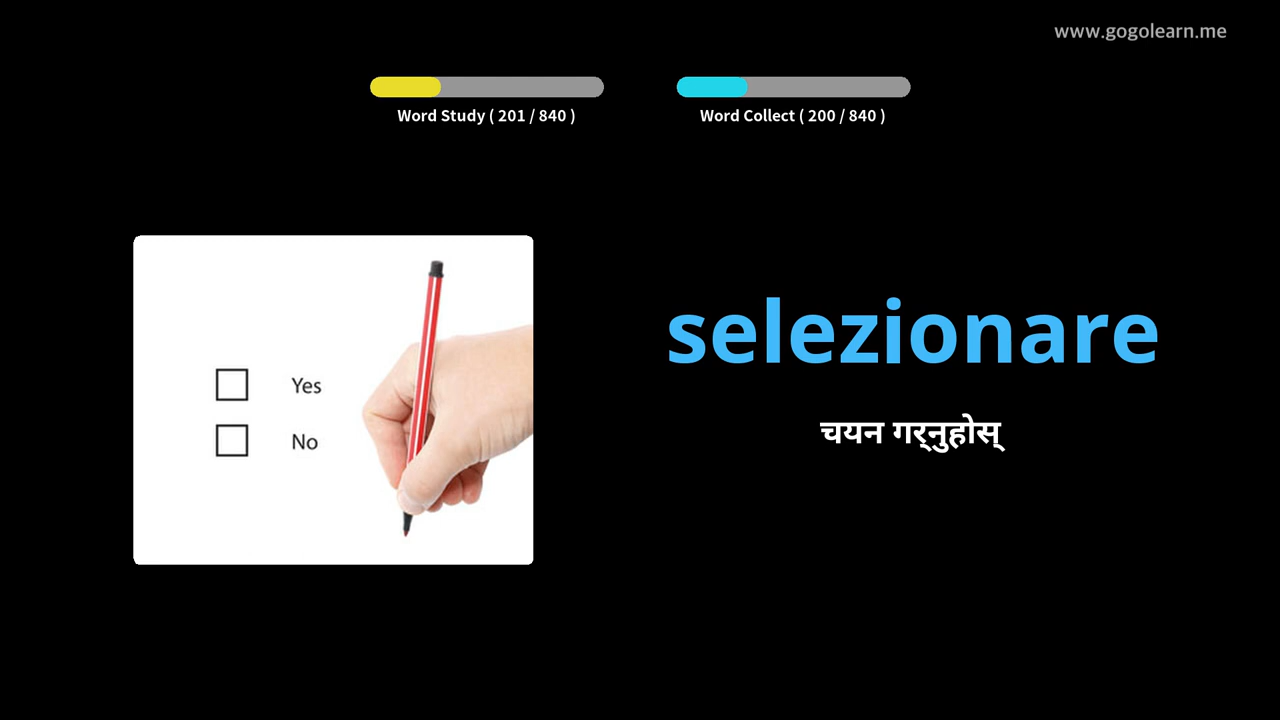 www.gogolearn.me
Word Study ( 201 / 840 )
Word Collect ( 200 / 840 )
selezionare
चयन गर्नुहोस्
Yes
No